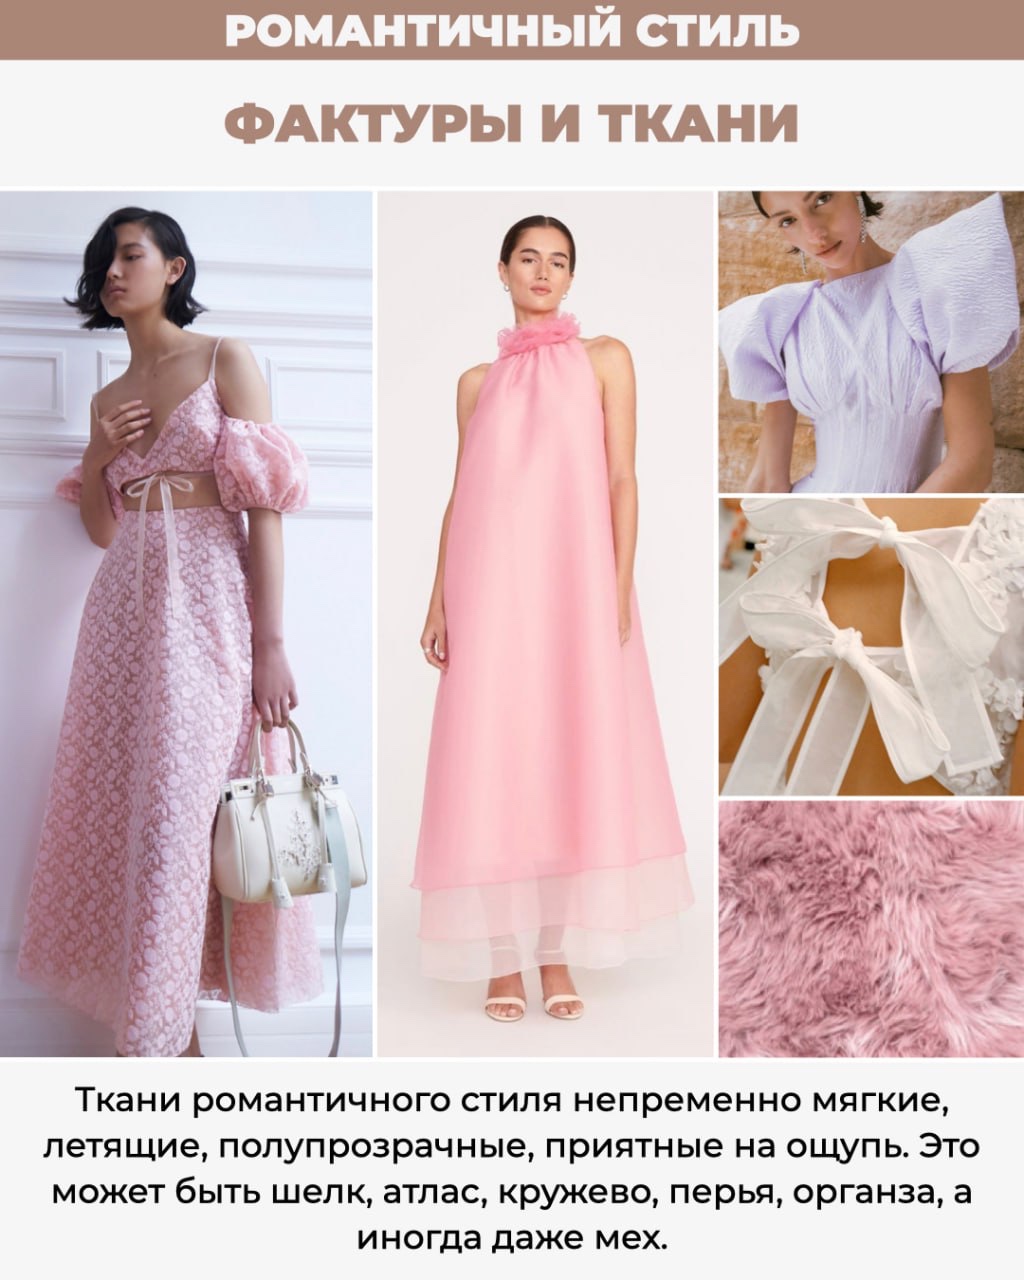 РОМАНТИЧНЫЙ СТИЛЬ
ФАКТУРЫ И ТКАНИ
Ткани романтичного стиля непременно мягкие,
летящие, полупрозрачные, приятные на ощупь. Это
может быть шелк, атлас, кружево, перья, органза, а
иногда даже мех.